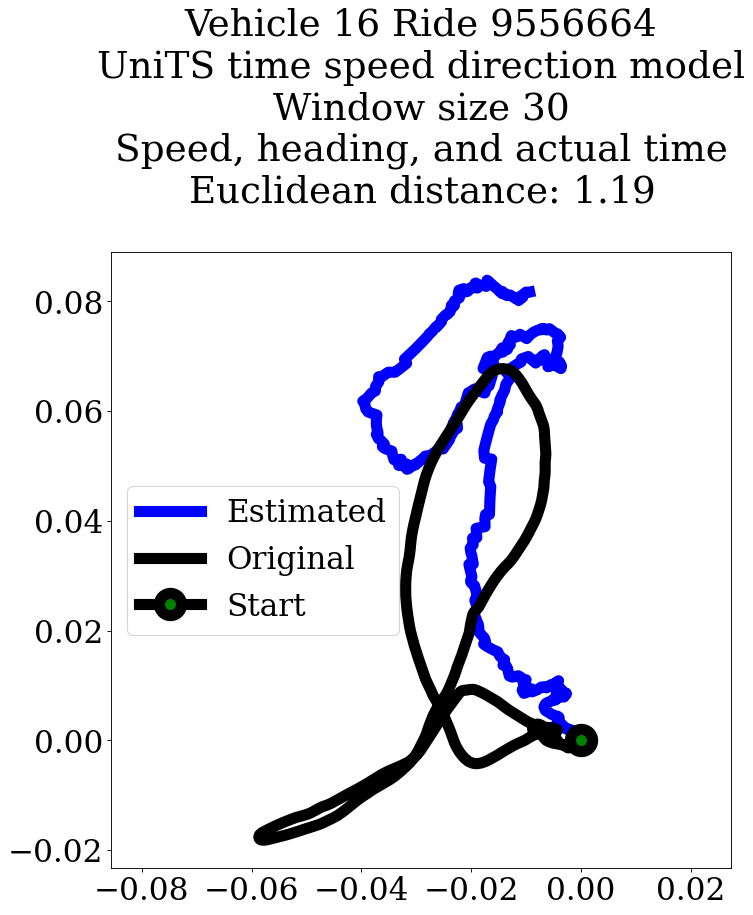 Vehicle 16 Ride 9556664
UniTS time speed direction model
Window size 30
Speed, heading, and actual time
Euclidean distance: 1.19
0.08
0.06
0.04
0.02
0.00
−0.02
Estimated
Original
Start
−0.08 −0.06 −0.04 −0.02 0.00 0.02